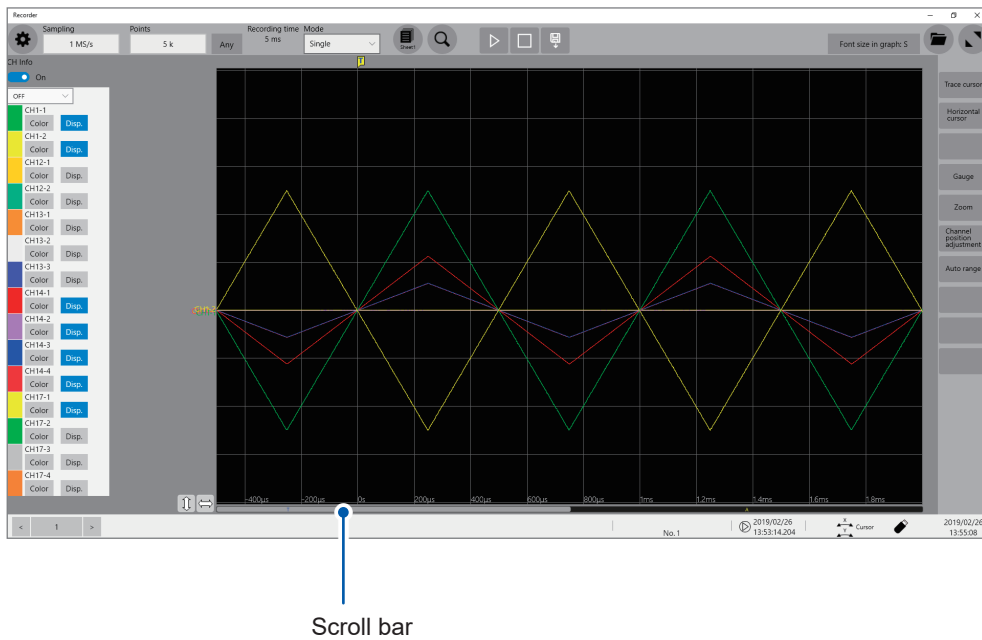 Recorder
Sampling Points Recording time Mode
1 MS/s 5 k Any 5 ms Single Sheet1 Font size in graph: S
CH Info
T
On
OFF
CH1-1
Color Disp.
CH1-2
Color Disp.
CH12-1
Color Disp.
CH12-2
Color Disp.
CH13-1
Color Disp.
CH13-2
Color Disp.
CH13-3
Color Disp.
CH14-1
Color Disp.
CH14-2
Color Disp.
CH14-3
Color Disp.
CH14-4
Color Disp.
CH17-1
Color Disp.
CH17-2
Color Disp.
CH17-3
Color Disp.
CH17-4
Color Disp.
Trace cursor
Horizontal
cursor
Gauge
Zoom
Channel
position
adjustment
Auto range
-400µs -200µs 0s 200µs 400µs 600µs 800µs 1ms 1.2ms 1.4ms 1.6ms 1.8ms
< 1 >
No. 1
2019/02/26
13:53:14.204
X
Y
Cursor
2019/02/26
13:55:08
Scroll bar